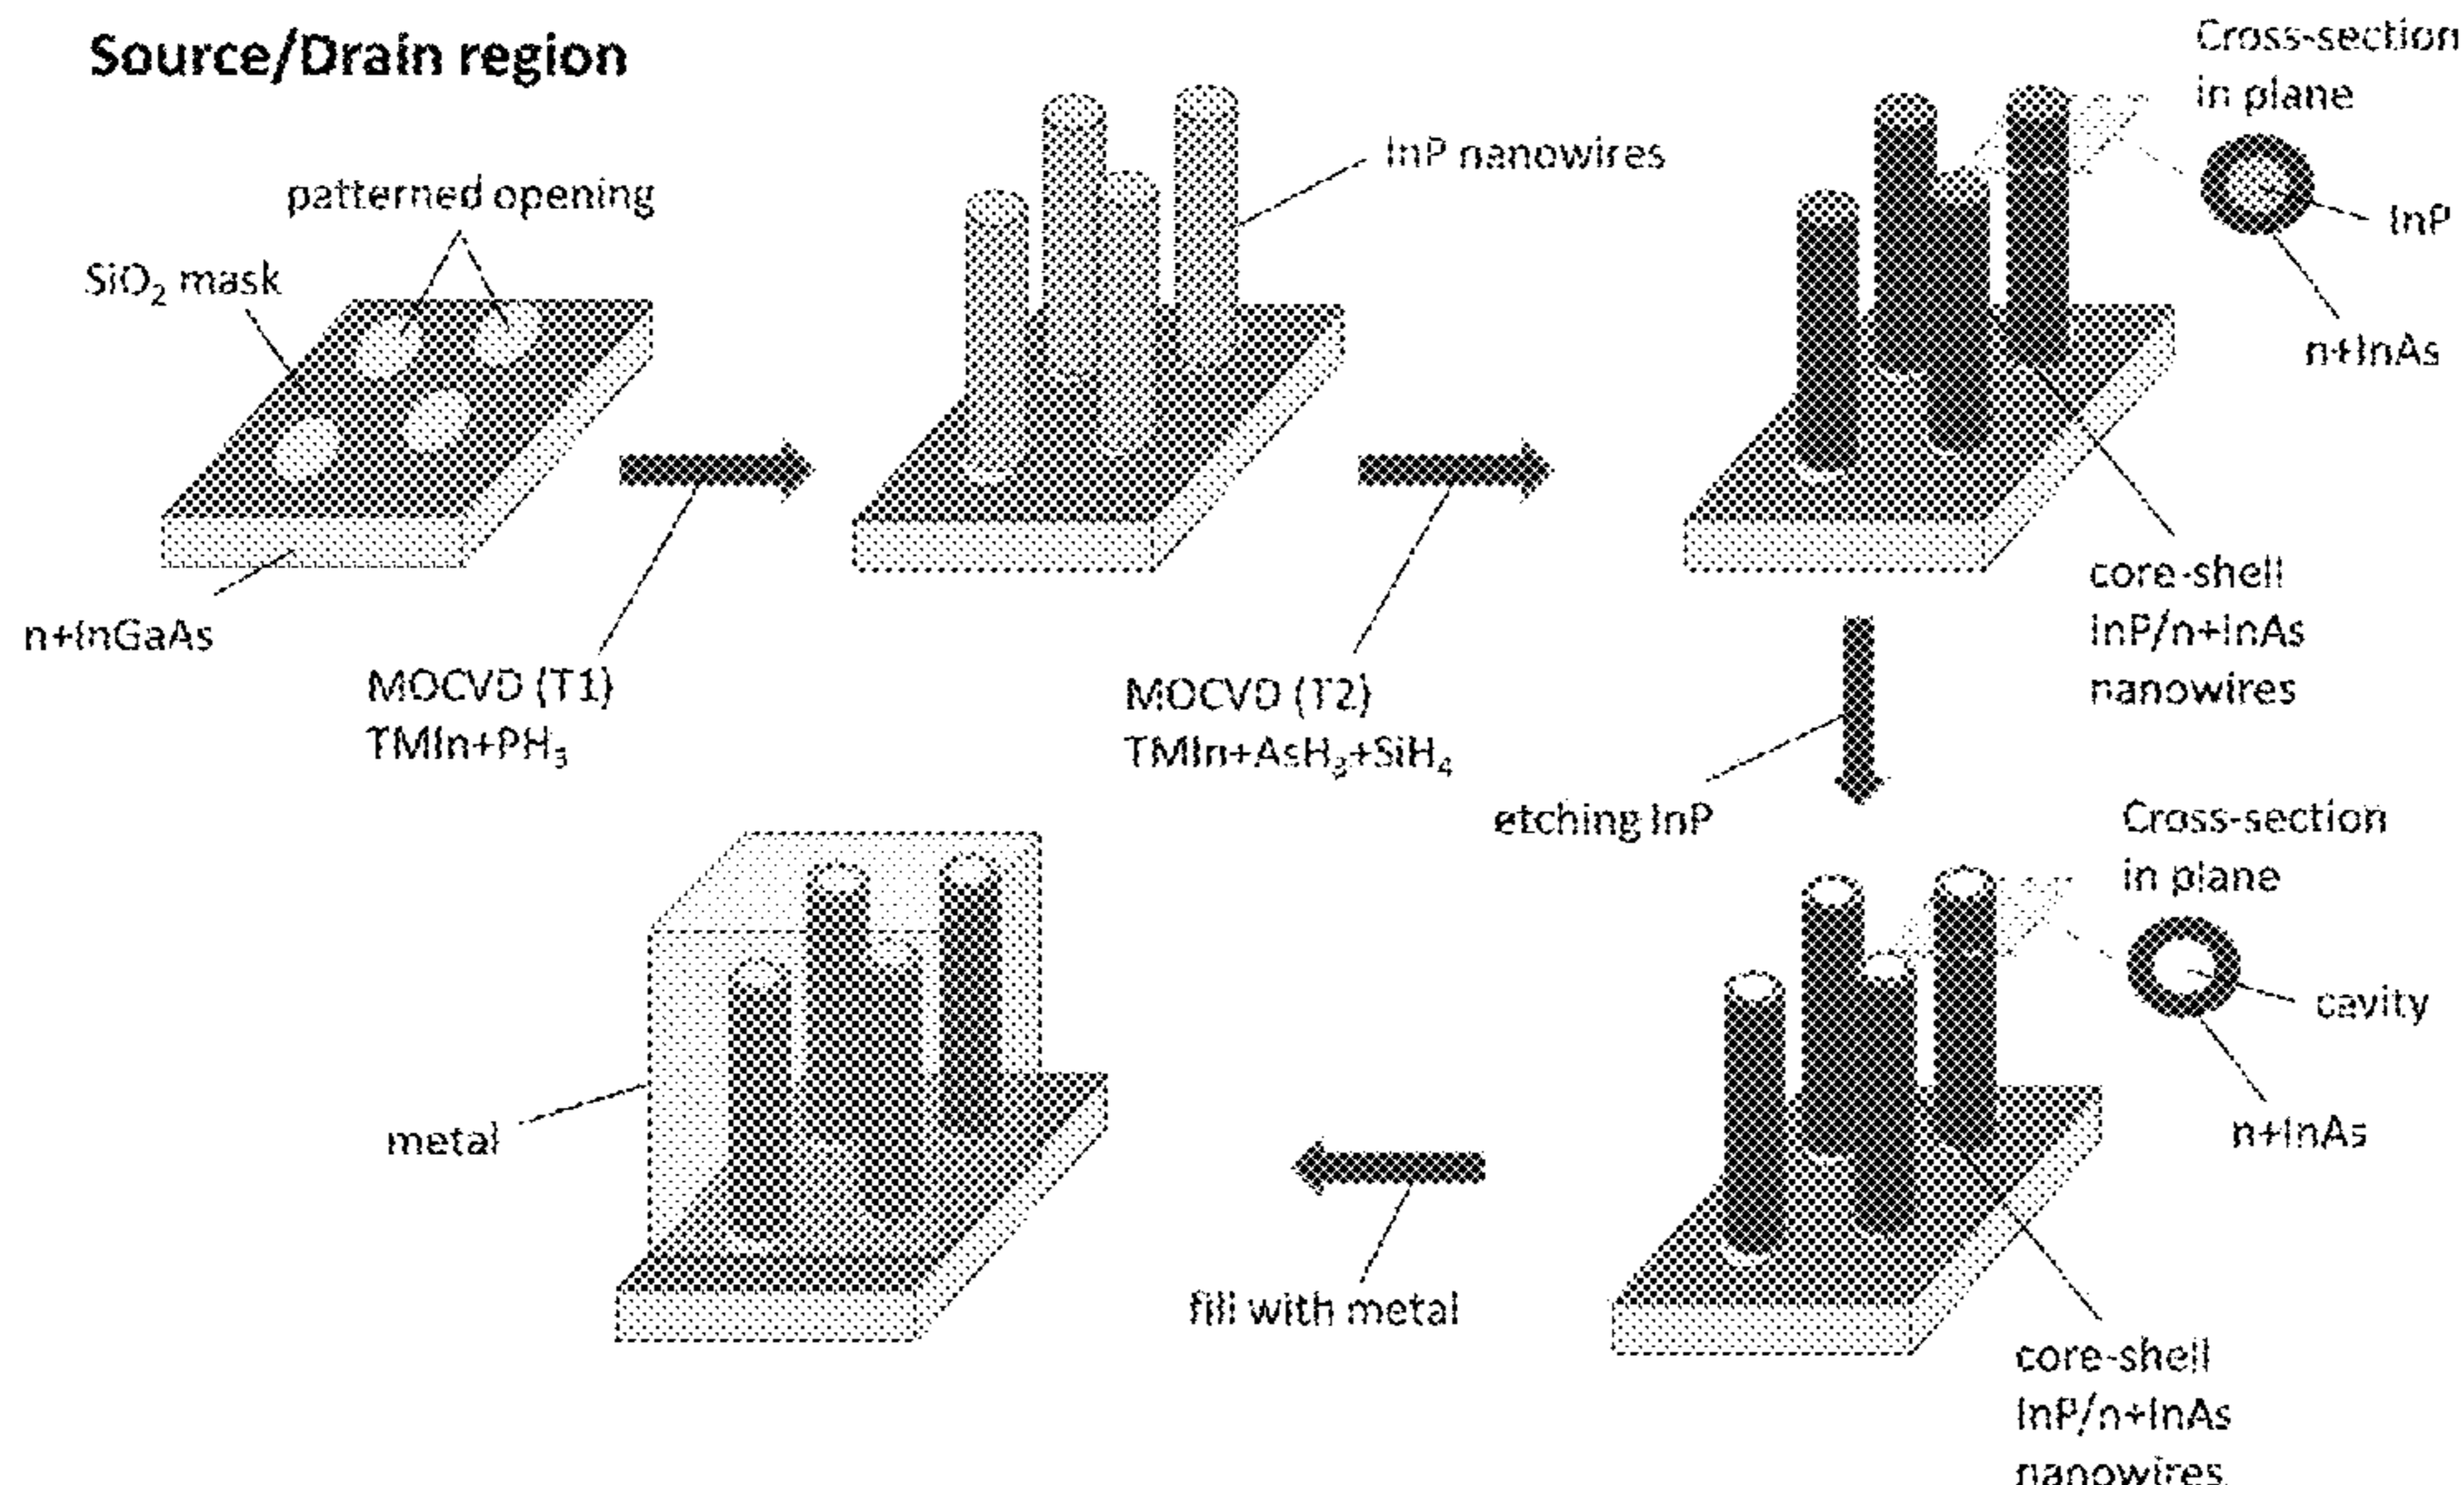 Source/Drain region
patterned opening
SiO₂ mask
n+InGaAs
MOCVD (T1)
TMIn+PH₃
InP nanowires
MOCVD (T2)
TMIn+AsH₃+SiH₄
Cross-section
in plane
InP
n+InAs
core-shell
InP/n+InAs
nanowires
etching InP
Cross-section
in plane
cavity
n+InAs
core-shell
InP/n+InAs
nanowires
fill with metal
metal